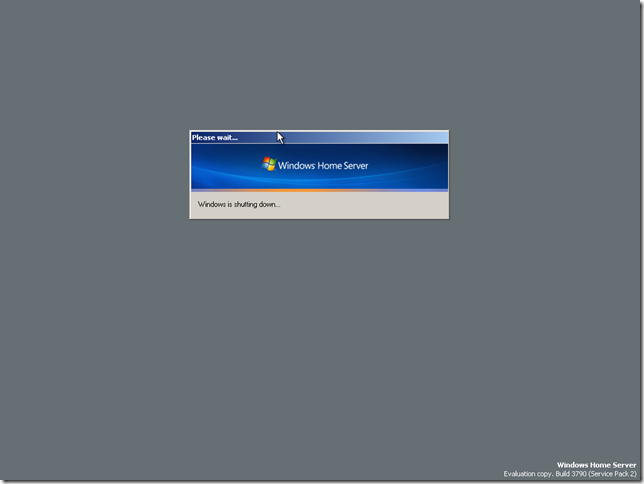 Please wait...
Windows Home Server
Windows is shutting down...
Windows Home Server
Evaluation copy. Build 3790 (Service Pack 2)